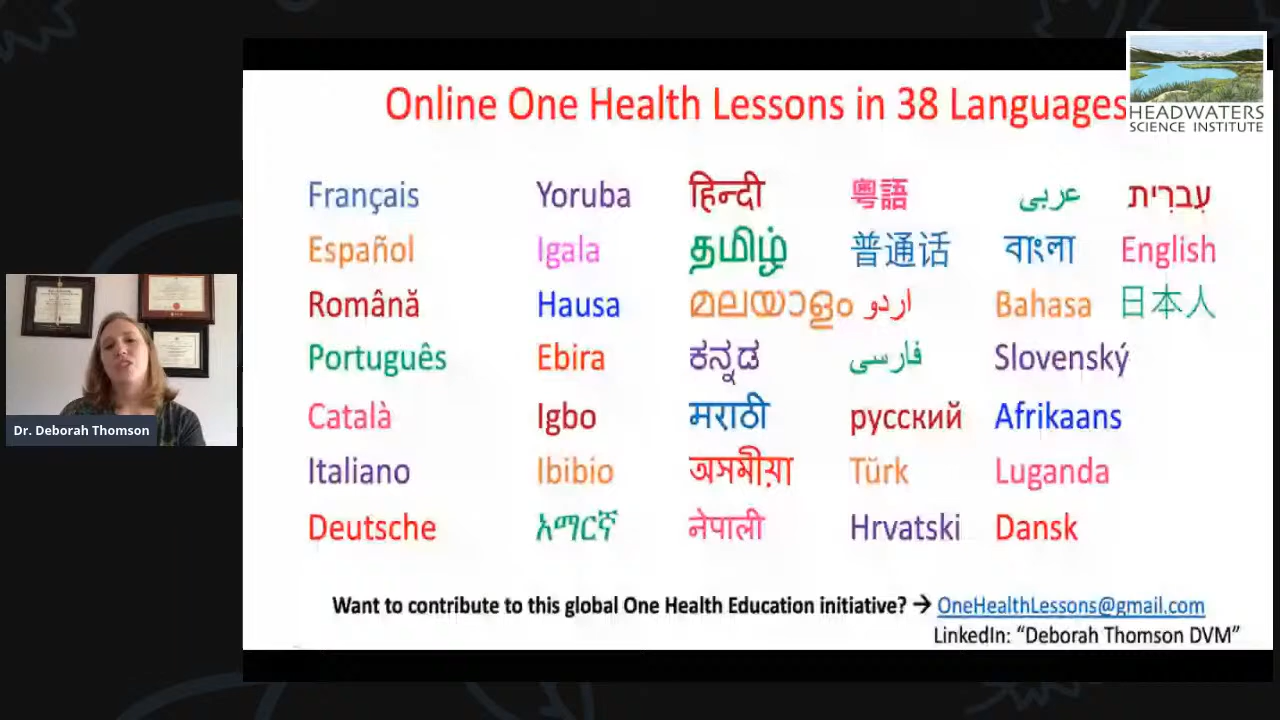 Online One Health Lessons in 38 Languages
HEADWATERS
SCIENCE INSTITUTE
Français Yoruba हिन्दी 粵語 عربى עִברִית
Español Igala தமிழ் 普通话 বাংলা English
Română Hausa മലയാളം اردو Bahasa 日本人
Português Ebira ಕನ್ನಡ فارسی Slovenský
Català Igbo मराठी русский Afrikaans
Italiano Ibibio অসমীয়া Türk Luganda
Deutsche አማርኛ नेपाली Hrvatski Dansk
Dr. Deborah Thomson
Want to contribute to this global One Health Education initiative? → OneHealthLessons@gmail.com
LinkedIn: “Deborah Thomson DVM”